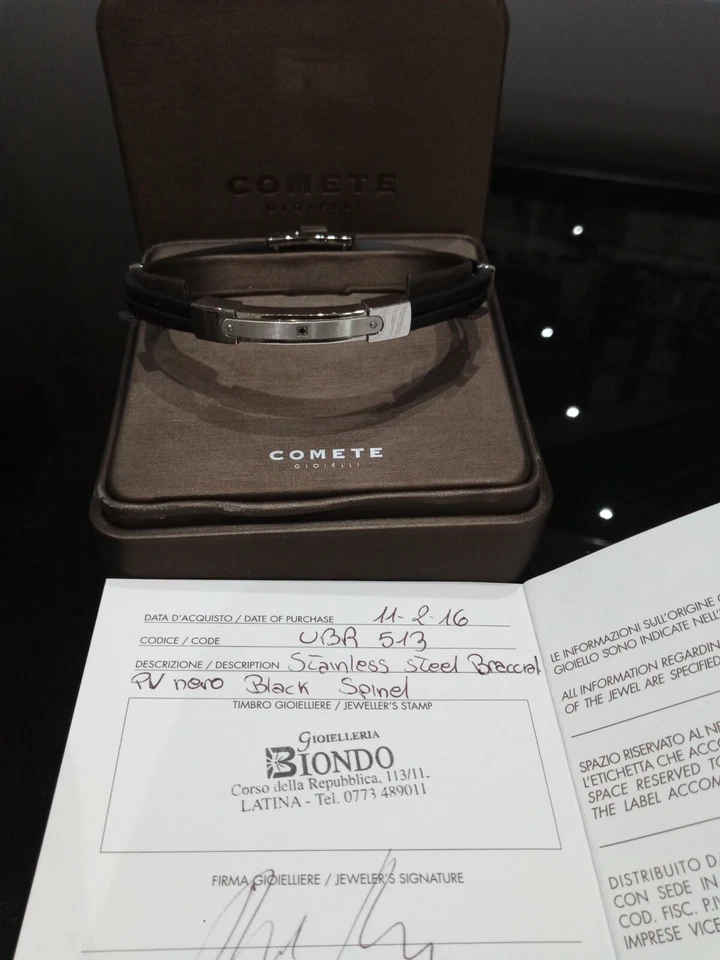 COMETE
GIOIELLI
COMETE
GIOIELLI
DATA D'ACQUISTO / DATE OF PURCHASE 11-2-16
CODICE / CODE UBR 513
DESCRIZIONE / DESCRIPTION Stainless Steel Braccial
PV nero Black Spinel
TIMBRO GIOIELLIERE / JEWELLER'S STAMP
GIOIELLERIA
BIONDO
Corso della Repubblica, 113/11.
LATINA - Tel. 0773 489011
FIRMA GIOIELLIERE / JEWELER'S SIGNATURE
LE INFORMAZIONI SULL'ORIGINE
GIOIELLO SONO INDICATE NELL'
ALL INFORMATION REGARDIN
OF THE JEWEL ARE SPECIFIED
SPAZIO RISERVATO AL NE
L'ETICHETTA CHE ACCO
SPACE RESERVED TO
THE LABEL ACCOM
DISTRIBUITO D
CON SEDE IN
COD. FISC. P.IV
IMPRESE VICE